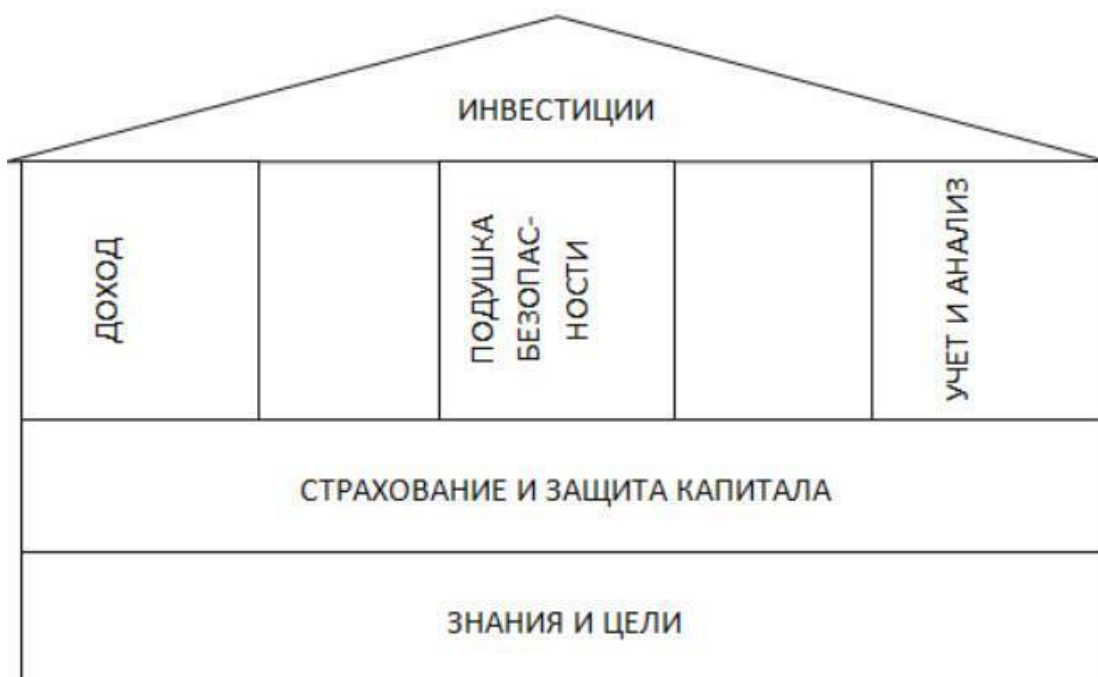 ИНВЕСТИЦИИ
ДОХОД
ПОДУШКА
БЕЗОПАС-
НОСТИ
УЧЕТ И АНАЛИЗ
СТРАХОВАНИЕ И ЗАЩИТА КАПИТАЛА
ЗНАНИЯ И ЦЕЛИ